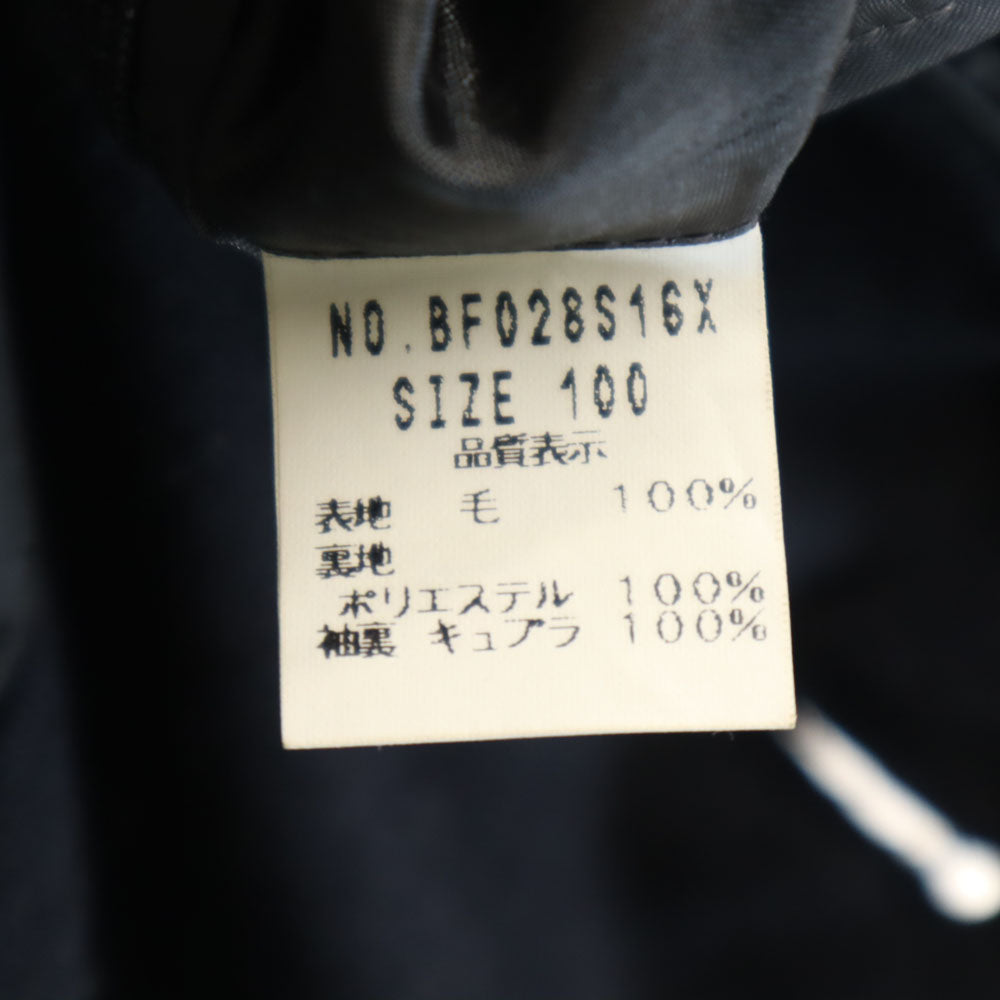 NO.BF028S16X
SIZE 100
品質表示
表地 毛 100%
裏地
ポリエステル 100%
袖裏 キュプラ 100%